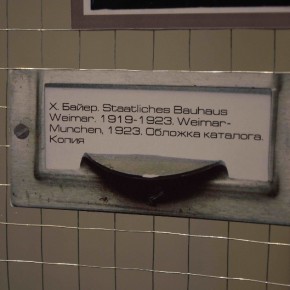 Х. Байер. Staatliches Bauhaus
Weimar. 1919-1923. Weimar-
Munchen, 1923. Обложка каталога.
Копия